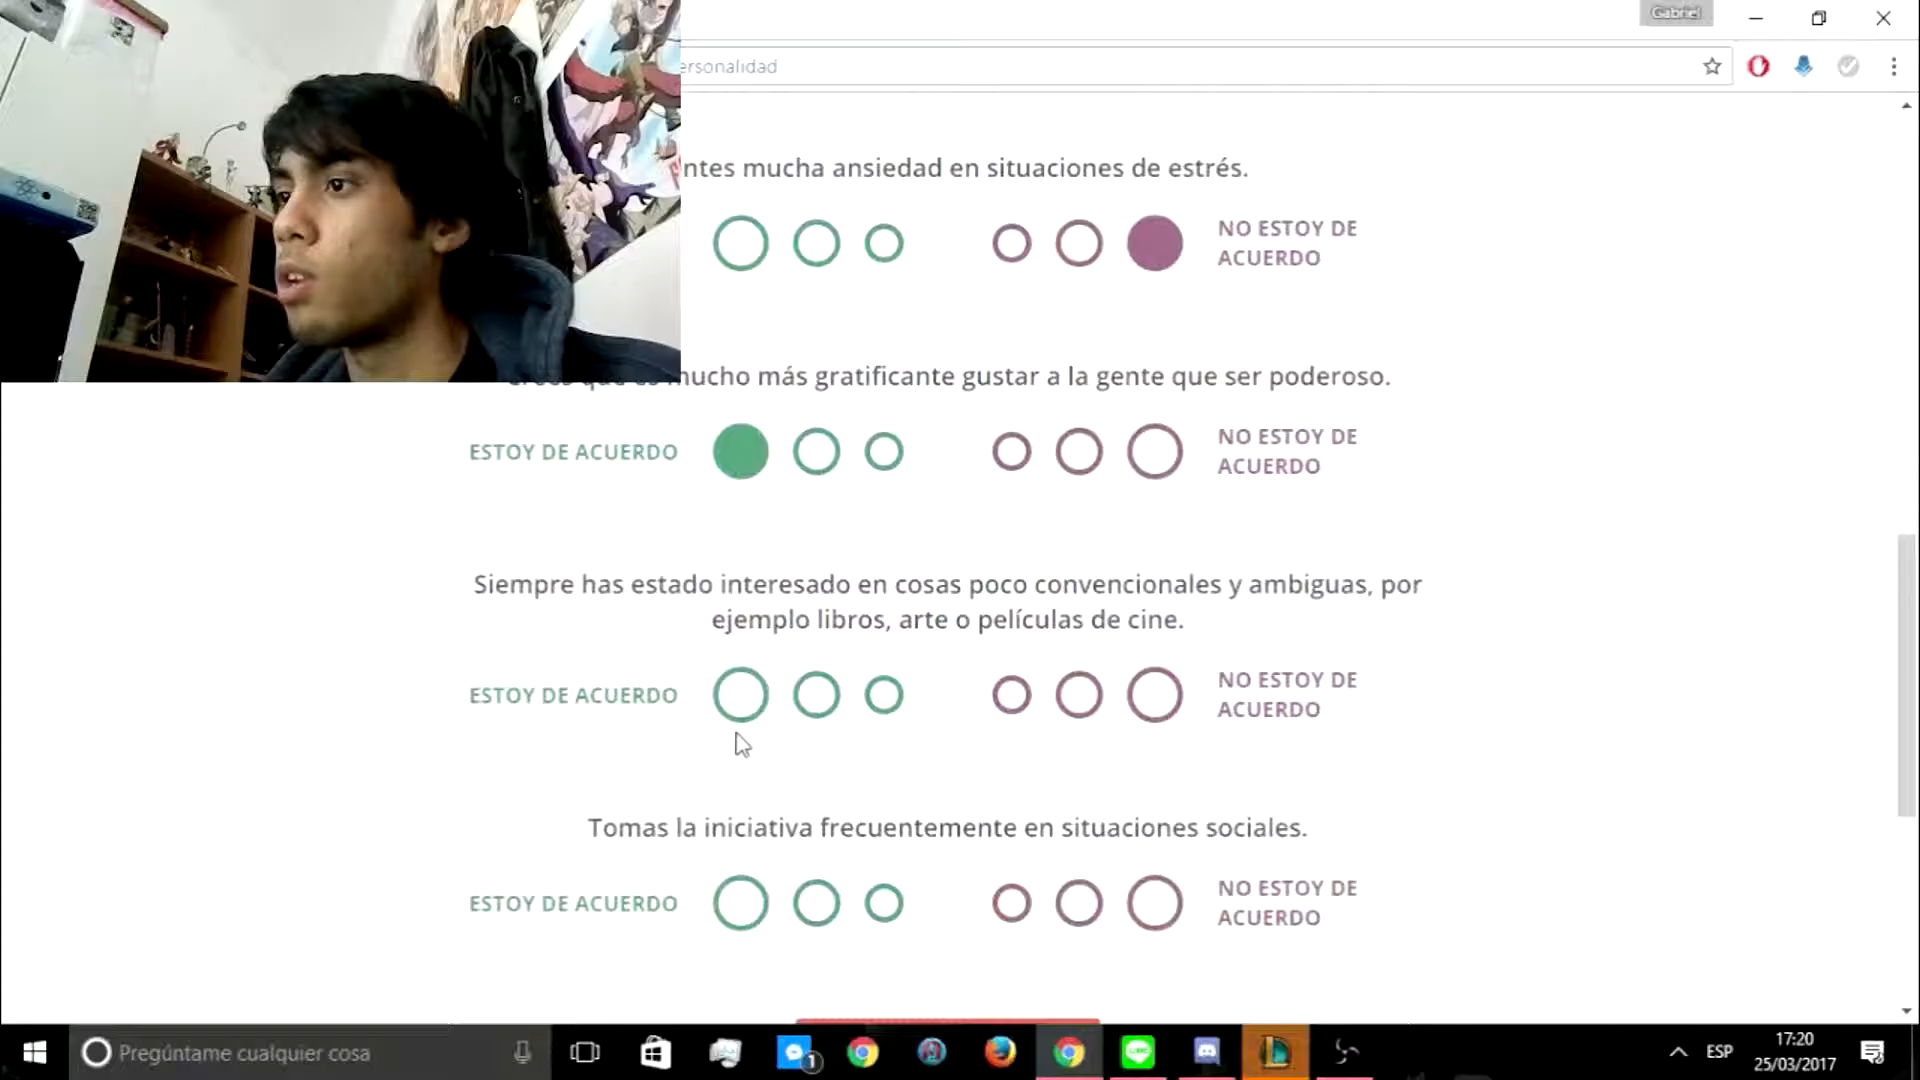 Gabriel
ersonalidad
ntes mucha ansiedad en situaciones de estrés.
NO ESTOY DE
ACUERDO
mucho más gratificante gustar a la gente que ser poderoso.
ESTOY DE ACUERDO
NO ESTOY DE
ACUERDO
Siempre has estado interesado en cosas poco convencionales y ambiguas, por
ejemplo libros, arte o películas de cine.
ESTOY DE ACUERDO
NO ESTOY DE
ACUERDO
Tomas la iniciativa frecuentemente en situaciones sociales.
ESTOY DE ACUERDO
NO ESTOY DE
ACUERDO
Pregúntame cualquier cosa
1
ESP
17:20
25/03/2017